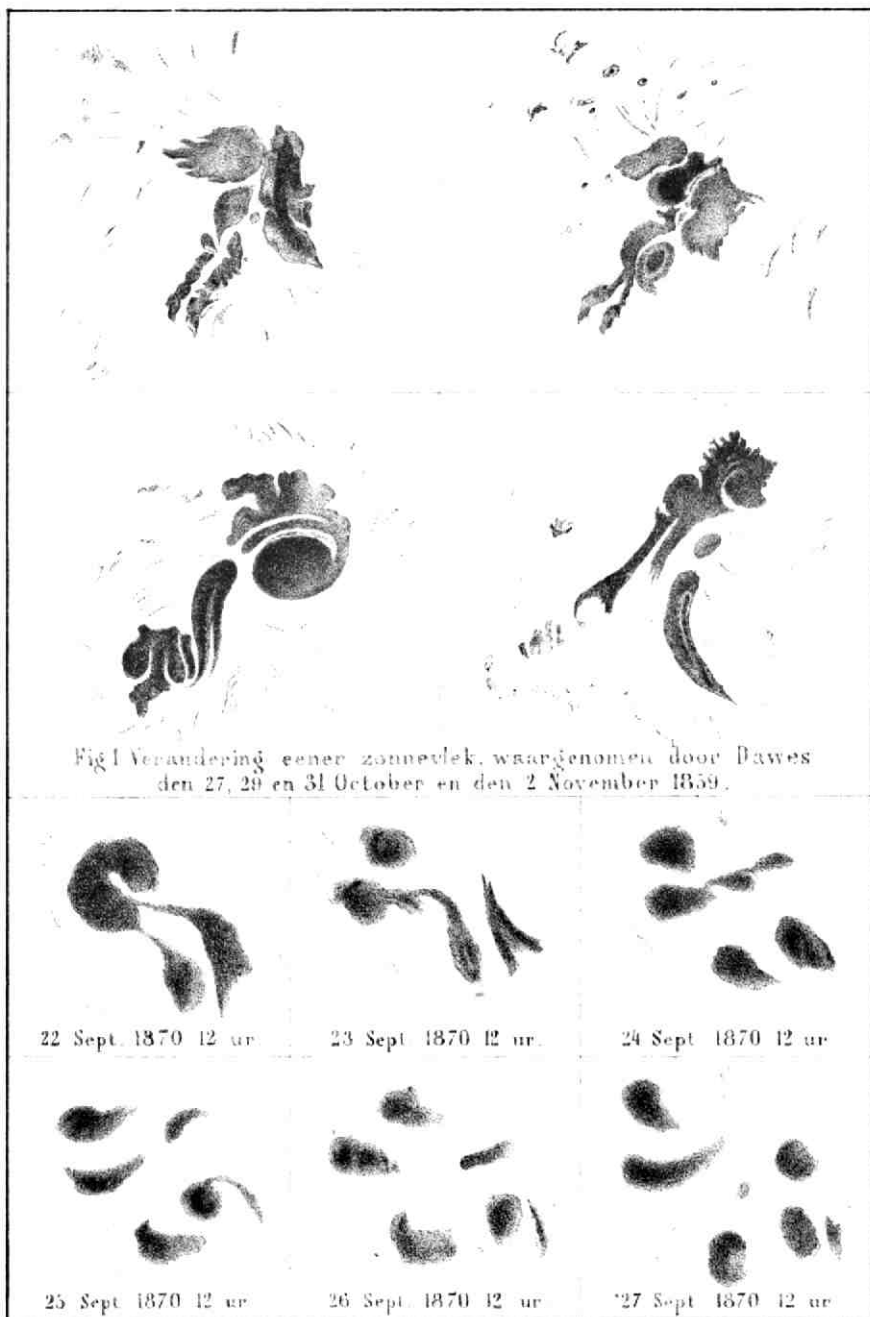 Fig 1 Verandering eener zonnevlek, waargenomen door Dawes
den 27, 29 en 31 October en den 2 November 1859.
22 Sept. 1870 12 ur.
23 Sept. 1870 12 ur.
24 Sept 1870 12 ur
25 Sept 1870 12 ur
26 Sept. 1870 12 ur.
27 Sept 1870 12 ur